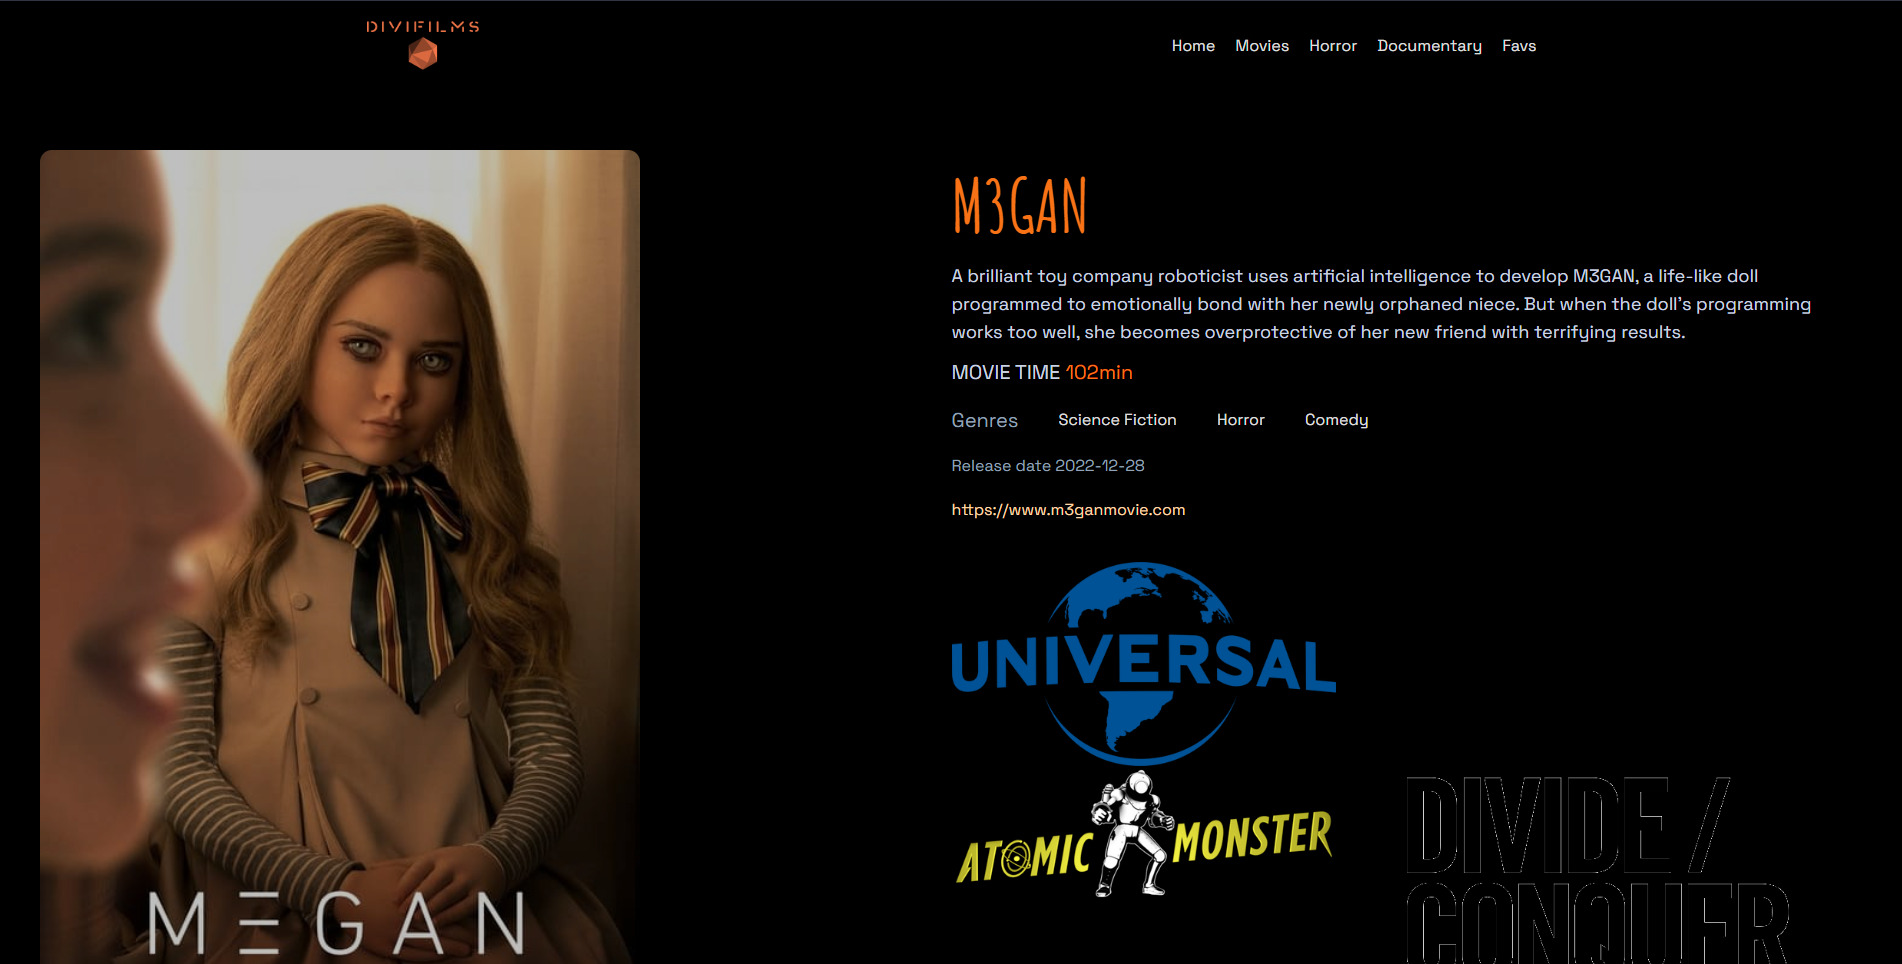 DIVIFILMS
Home Movies Horror Documentary Favs
M3GAN
A brilliant toy company roboticist uses artificial intelligence to develop M3GAN, a life-like doll
programmed to emotionally bond with her newly orphaned niece. But when the doll's programming
works too well, she becomes overprotective of her new friend with terrifying results.
MOVIE TIME 102min
Genres Science Fiction Horror Comedy
Release date 2022-12-28
https://www.m3ganmovie.com
UNIVERSAL
ATOMIC MONSTER
DIVIDE /
CONQUER
MΞGAN